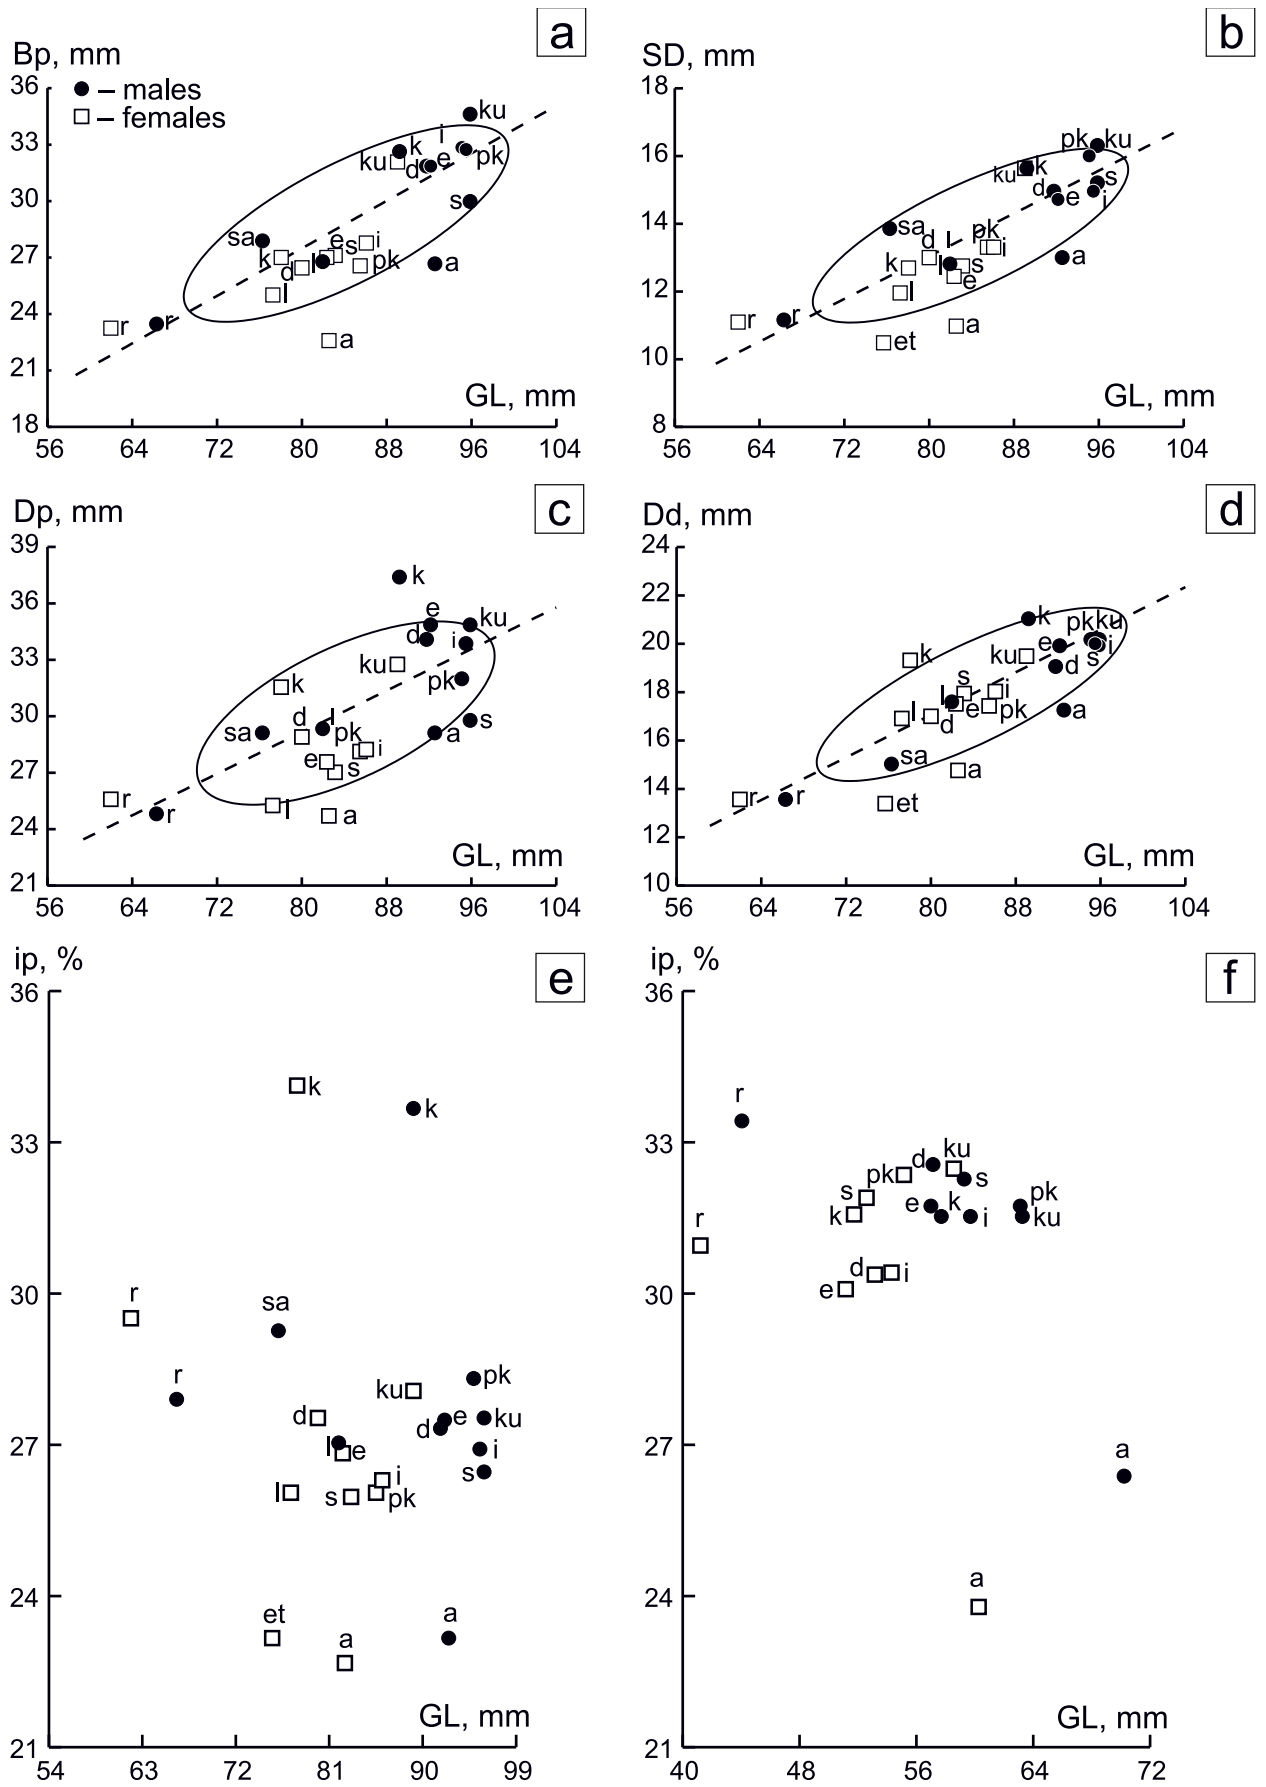 a
Bp, mm
36
● – males
□ – females
ku
i
33
ku
k
d
e
pk
30
s
sa
27
k
e
s
i
d
l
pk
a
l
24
r
r
a
21
GL, mm
18
56
64
72
80
88
96
104
b
SD, mm
18
pk
ku
16
ku
k
d
s
e
i
14
sa
d
l
pk
i
k
l
s
a
e
12
l
r
r
a
et
10
GL, mm
8
56
64
72
80
88
96
104
c
Dp, mm
39
k
36
e
ku
d
i
33
ku
pk
k
30
d
l
s
sa
pk
a
i
27
e
s
r
l
a
r
24
GL, mm
21
56
64
72
80
88
96
104
d
Dd, mm
24
22
k
pk
ku
20
k
ku
e
s
i
d
18
l
s
i
l
e
pk
a
d
16
sa
a
14
r
r
et
12
GL, mm
10
56
64
72
80
88
96
104
e
ip, %
36
k
k
33
30
r
sa
r
pk
ku
d
e
ku
d
27
l
e
i
s
l
s
i
pk
24
et
a
a
GL, mm
21
54
63
72
81
90
99
f
ip, %
36
r
33
d
ku
pk
s
s
k
e
k
pk
i
ku
r
30
d
i
e
27
a
24
a
GL, mm
21
40
48
56
64
72